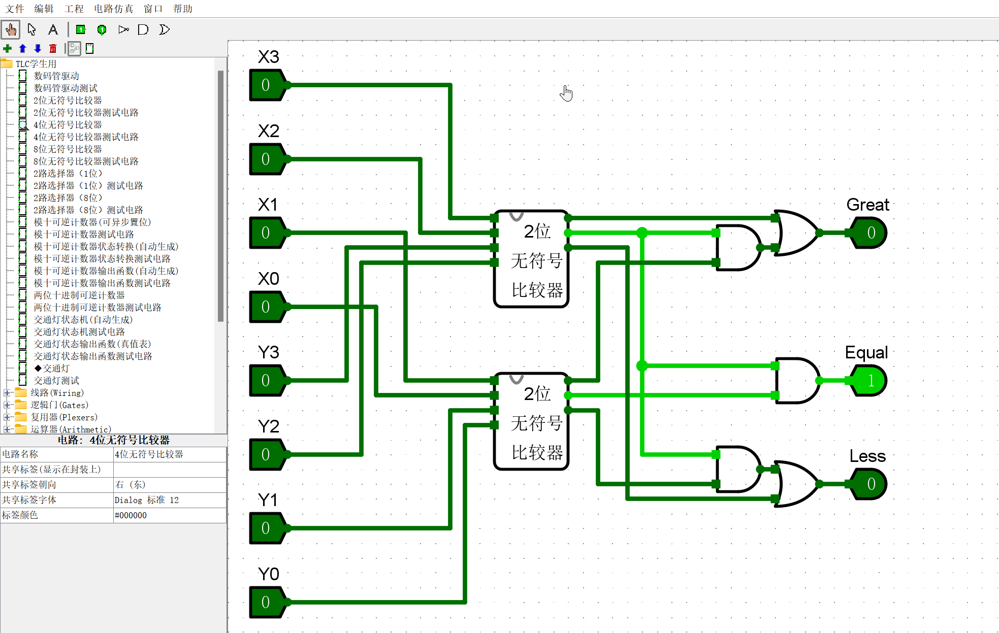 文件 编辑 工程 电路仿真 窗口 帮助
A 1 1
TLC学生用
数码管驱动
数码管驱动测试
2位无符号比较器
2位无符号比较器测试电路
4位无符号比较器
4位无符号比较器测试电路
8位无符号比较器
8位无符号比较器测试电路
2路选择器（1位）
2路选择器（1位）测试电路
2路选择器（8位）
2路选择器（8位）测试电路
模十可逆计数器(可异步置位)
模十可逆计数器测试电路
模十可逆计数器状态转换(自动生成)
模十可逆计数器状态转换测试电路
模十可逆计数器输出函数(自动生成)
模十可逆计数器输出函数测试电路
两位十进制可逆计数器
两位十进制可逆计数器测试电路
交通灯状态机(自动生成)
交通灯状态机测试电路
交通灯状态输出函数(真值表)
交通灯状态输出函数测试电路
◆交通灯
交通灯测试
线路(Wiring)
逻辑门(Gates)
复用器(Plexers)
运算器(Arithmetic)
电路: 4位无符号比较器
电路名称 4位无符号比较器
共享标签(显示在封装上)
共享标签朝向 右 (东)
共享标签字体 Dialog 标准 12
标签颜色 #000000
X3
0
X2
0
X1
0
X0
0
Y3
0
Y2
0
Y1
0
Y0
0
2位
无符号
比较器
2位
无符号
比较器
Great
0
Equal
1
Less
0